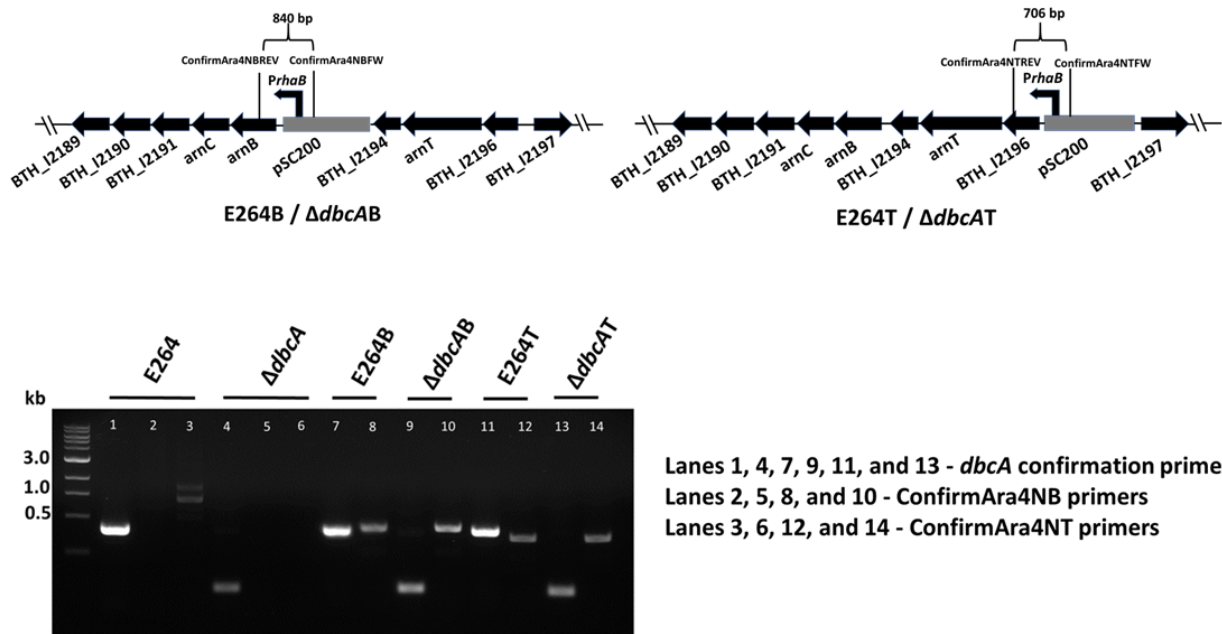 840 bp
ConfirmAra4NBREV ConfirmAra4NBFW
PrhaB
BTH_I2189
BTH_I2190
BTH_I2191
arnC
arnB
pSC200
BTH_I2194
arnT
BTH_I2196
BTH_I2197
E264B / ΔdbcAB
706 bp
ConfirmAra4NTREV ConfirmAra4NTFW
PrhaB
BTH_I2189
BTH_I2190
BTH_I2191
arnC
arnB
BTH_I2194
arnT
BTH_I2196
pSC200
BTH_I2197
E264T / ΔdbcAT
E264 ΔdbcA E264B ΔdbcAB E264T ΔdbcAT
kb
1 2 3 4 5 6 7 8 9 10 11 12 13 14
3.0
1.0
0.5
Lanes 1, 4, 7, 9, 11, and 13 - dbcA confirmation prime
Lanes 2, 5, 8, and 10 - ConfirmAra4NB primers
Lanes 3, 6, 12, and 14 - ConfirmAra4NT primers